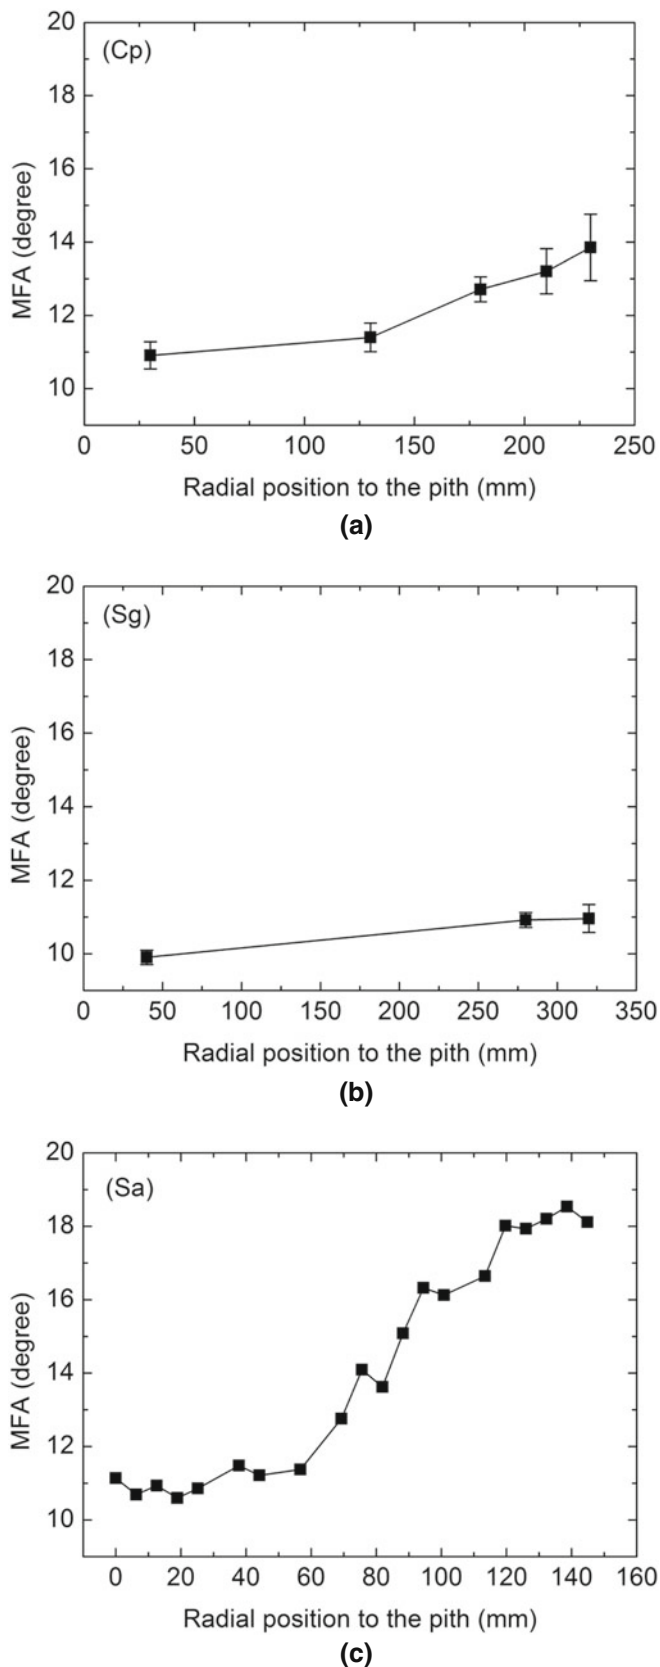 (Cp)
20
18
16
14
12
10
MFA (degree)
0 50 100 150 200 250
Radial position to the pith (mm)
(a)
(Sg)
20
18
16
14
12
10
MFA (degree)
0 50 100 150 200 250 300 350
Radial position to the pith (mm)
(b)
(Sa)
20
18
16
14
12
10
MFA (degree)
0 20 40 60 80 100 120 140 160
Radial position to the pith (mm)
(c)